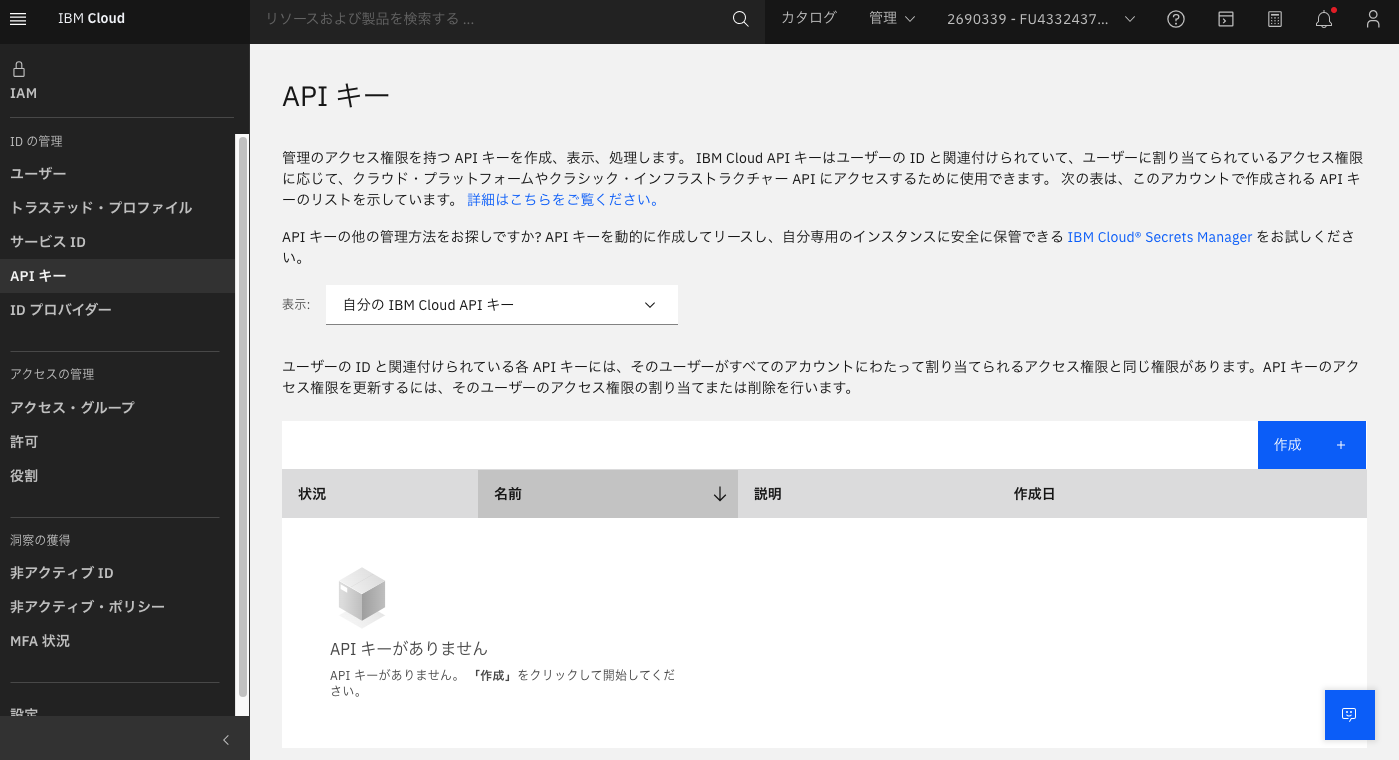 IBM Cloud
リソースおよび製品を検索する ...
カタログ
管理
2690339 - FU4332437...
IAM
ID の管理
ユーザー
トラステッド・プロファイル
サービス ID
API キー
ID プロバイダー
アクセスの管理
アクセス・グループ
許可
役割
洞察の獲得
非アクティブ ID
非アクティブ・ポリシー
MFA 状況
設定
API キー
管理のアクセス権限を持つ API キーを作成、表示、処理します。 IBM Cloud API キーはユーザーの ID と関連付けられていて、ユーザーに割り当てられているアクセス権限
に応じて、クラウド・プラットフォームやクラシック・インフラストラクチャー API にアクセスするために使用できます。 次の表は、このアカウントで作成される API キ
ーのリストを示しています。 詳細はこちらをご覧ください。
API キーの他の管理方法をお探しですか? API キーを動的に作成してリースし、自分専用のインスタンスに安全に保管できる IBM Cloud® Secrets Manager をお試しくださ
い。
表示:
自分の IBM Cloud API キー
ユーザーの ID と関連付けられている各 API キーには、そのユーザーがすべてのアカウントにわたって割り当てられるアクセス権限と同じ権限があります。API キーのアク
セス権限を更新するには、そのユーザーのアクセス権限の割り当てまたは削除を行います。
作成 +
状況
名前
説明
作成日
API キーがありません
API キーがありません。 「作成」をクリックして開始してくだ
さい。